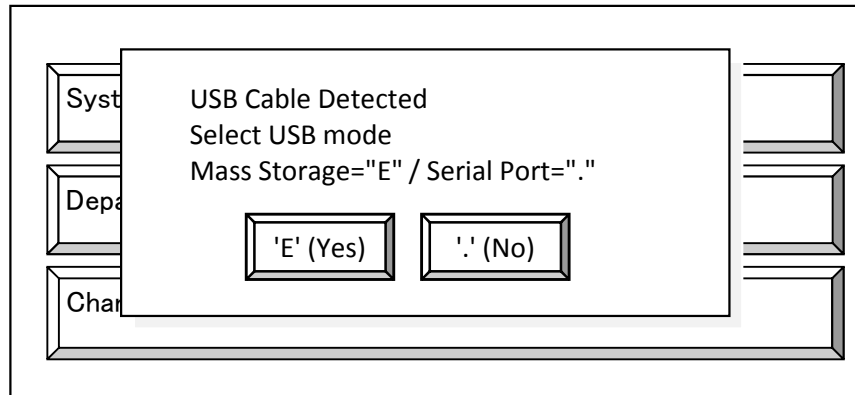 Syst
USB Cable Detected
Select USB mode
Mass Storage="E" / Serial Port="."
Depa
'E' (Yes)
'.' (No)
Char